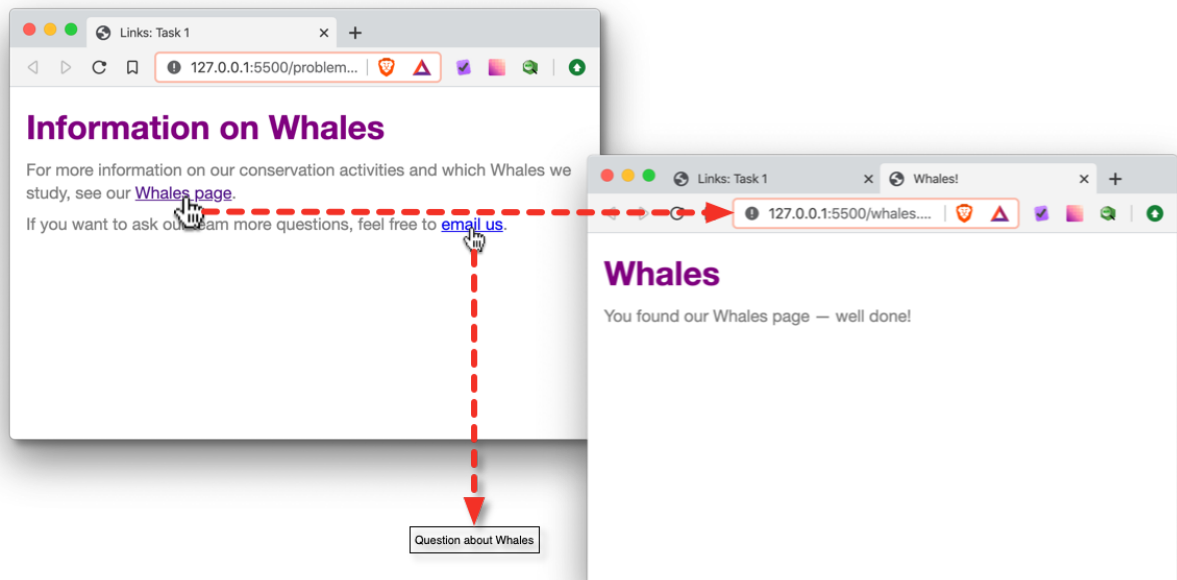 Links: Task 1
127.0.0.1:5500/problem...
Information on Whales
For more information on our conservation activities and which Whales we
study, see our Whales page.
If you want to ask our team more questions, feel free to email us.
Question about Whales
Links: Task 1
Whales!
127.0.0.1:5500/whales....
Whales
You found our Whales page — well done!